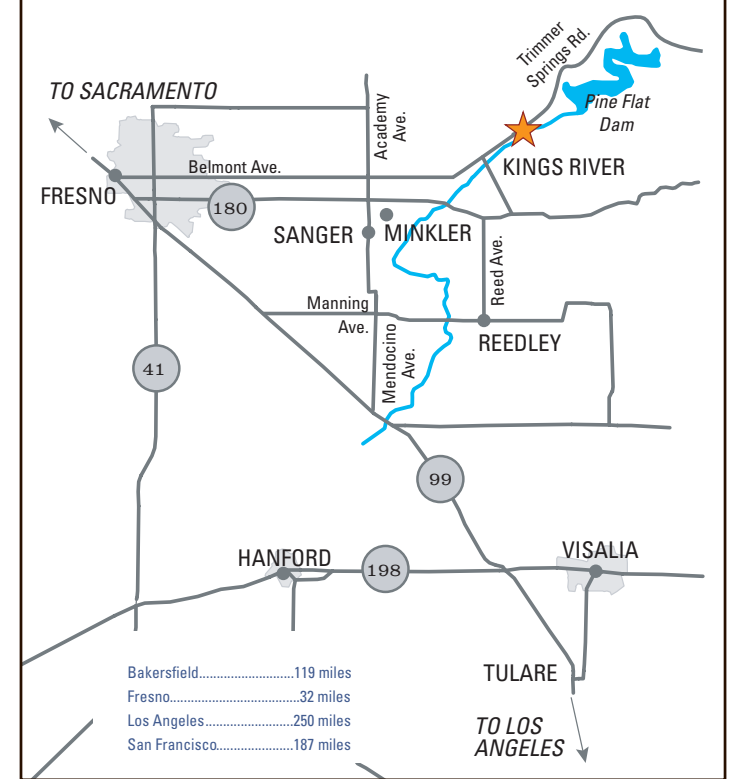 Trimmer
Springs Rd.
TO SACRAMENTO
Pine Flat
Dam
Academy
Ave.
Belmont Ave.
KINGS RIVER
FRESNO
180
SANGER
MINKLER
Reed Ave.
Manning
Ave.
Mendocino
Ave.
REEDLEY
41
99
HANFORD
198
VISALIA
Bakersfield...........................119 miles
Fresno.....................................32 miles
Los Angeles.........................250 miles
San Francisco......................187 miles
TULARE
TO LOS
ANGELES